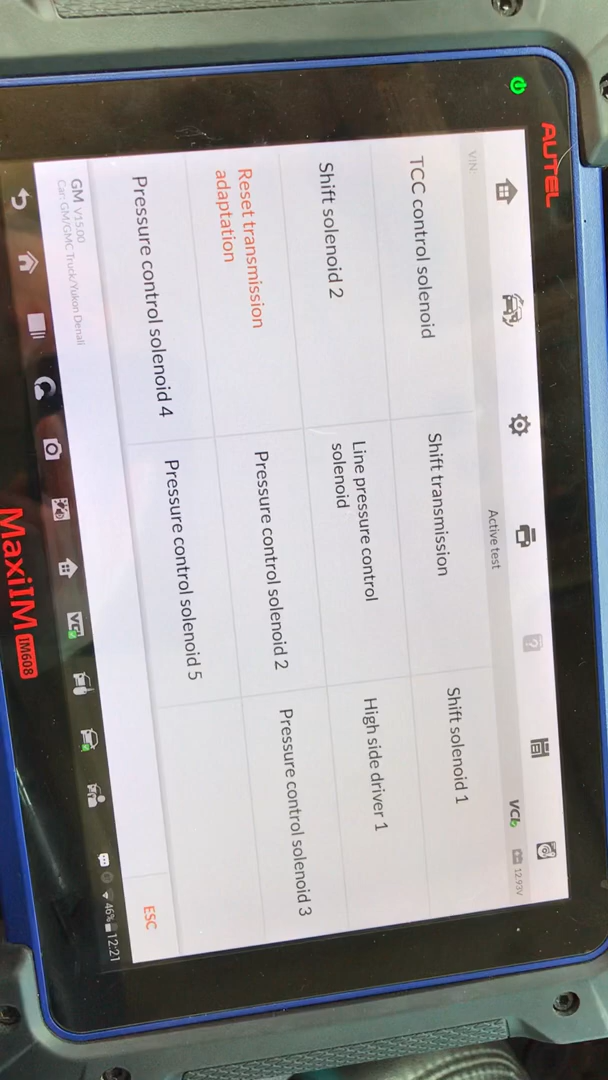 AUTEL
VCI
12.93V
VIN:
Active test
TCC control solenoid
Shift transmission
Shift solenoid 1
Shift solenoid 2
Line pressure control
solenoid
High side driver 1
Reset transmission
adaptation
Pressure control solenoid 2
Pressure control solenoid 3
Pressure control solenoid 4
Pressure control solenoid 5
GM V15.00
Car: GM/GMC Truck/Yukon Denali
ESC
VCI
46% 12:21
MaxiIM IM608